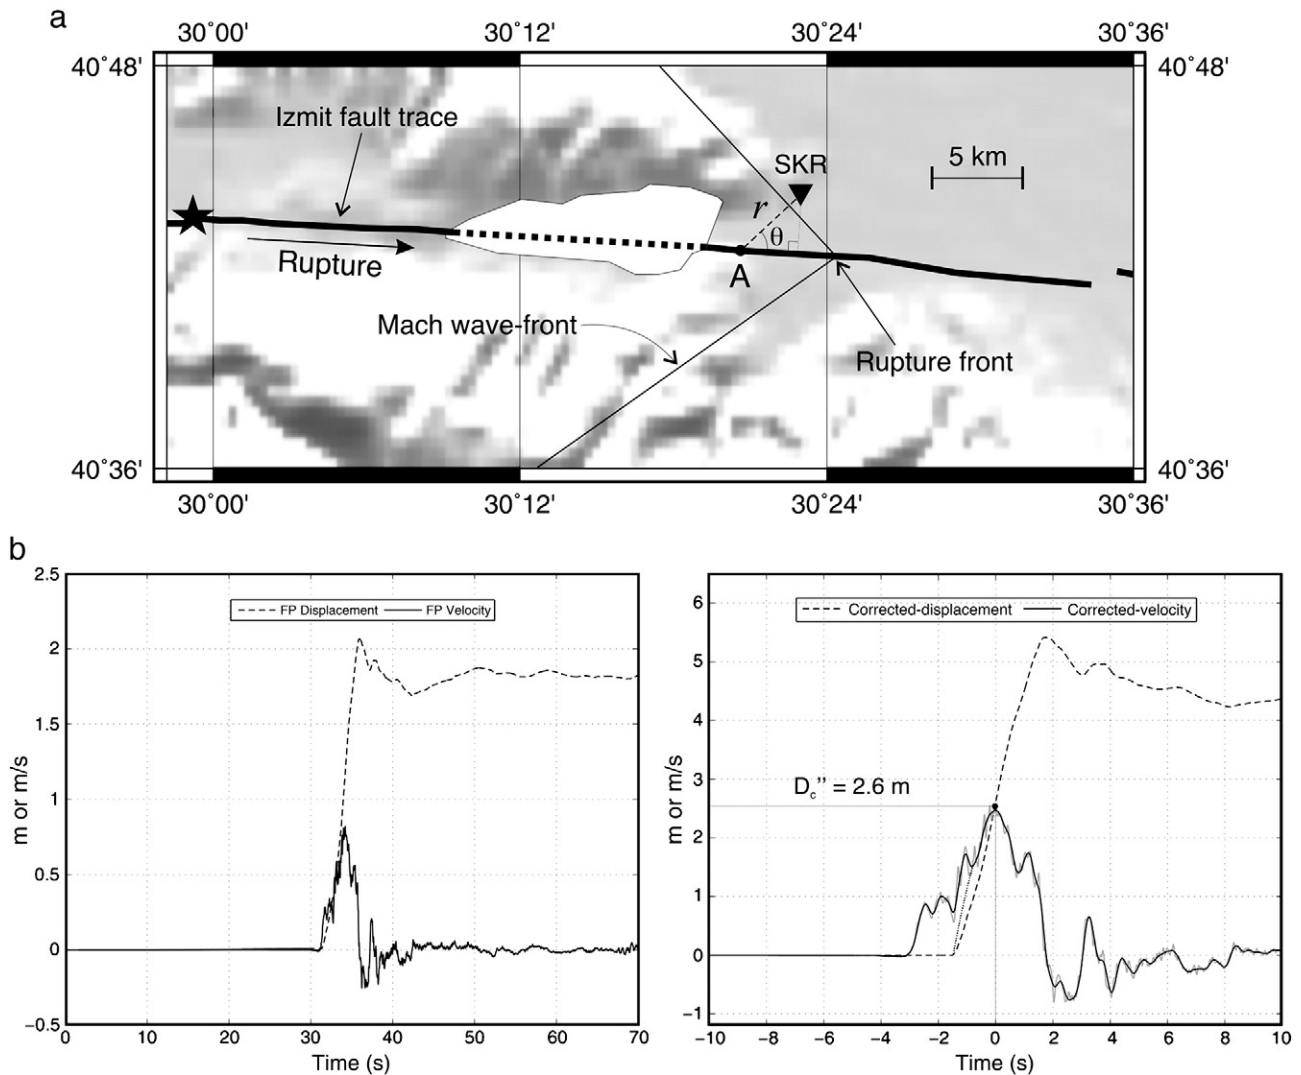 a
30˚00' 30˚12' 30˚24' 30˚36'
40˚48' 40˚48'
Izmit fault trace
SKR
5 km
r
θ
Rupture
A
Mach wave-front
Rupture front
40˚36' 40˚36'
30˚00' 30˚12' 30˚24' 30˚36'
b
2.5
2
1.5
1
0.5
0
−0.5
m or m/s
FP Displacement FP Velocity
0 10 20 30 40 50 60 70
Time (s)
6
5
4
3
2
1
0
−1
m or m/s
Corrected-displacement Corrected-velocity
Dc'' = 2.6 m
−10 −8 −6 −4 −2 0 2 4 6 8 10
Time (s)